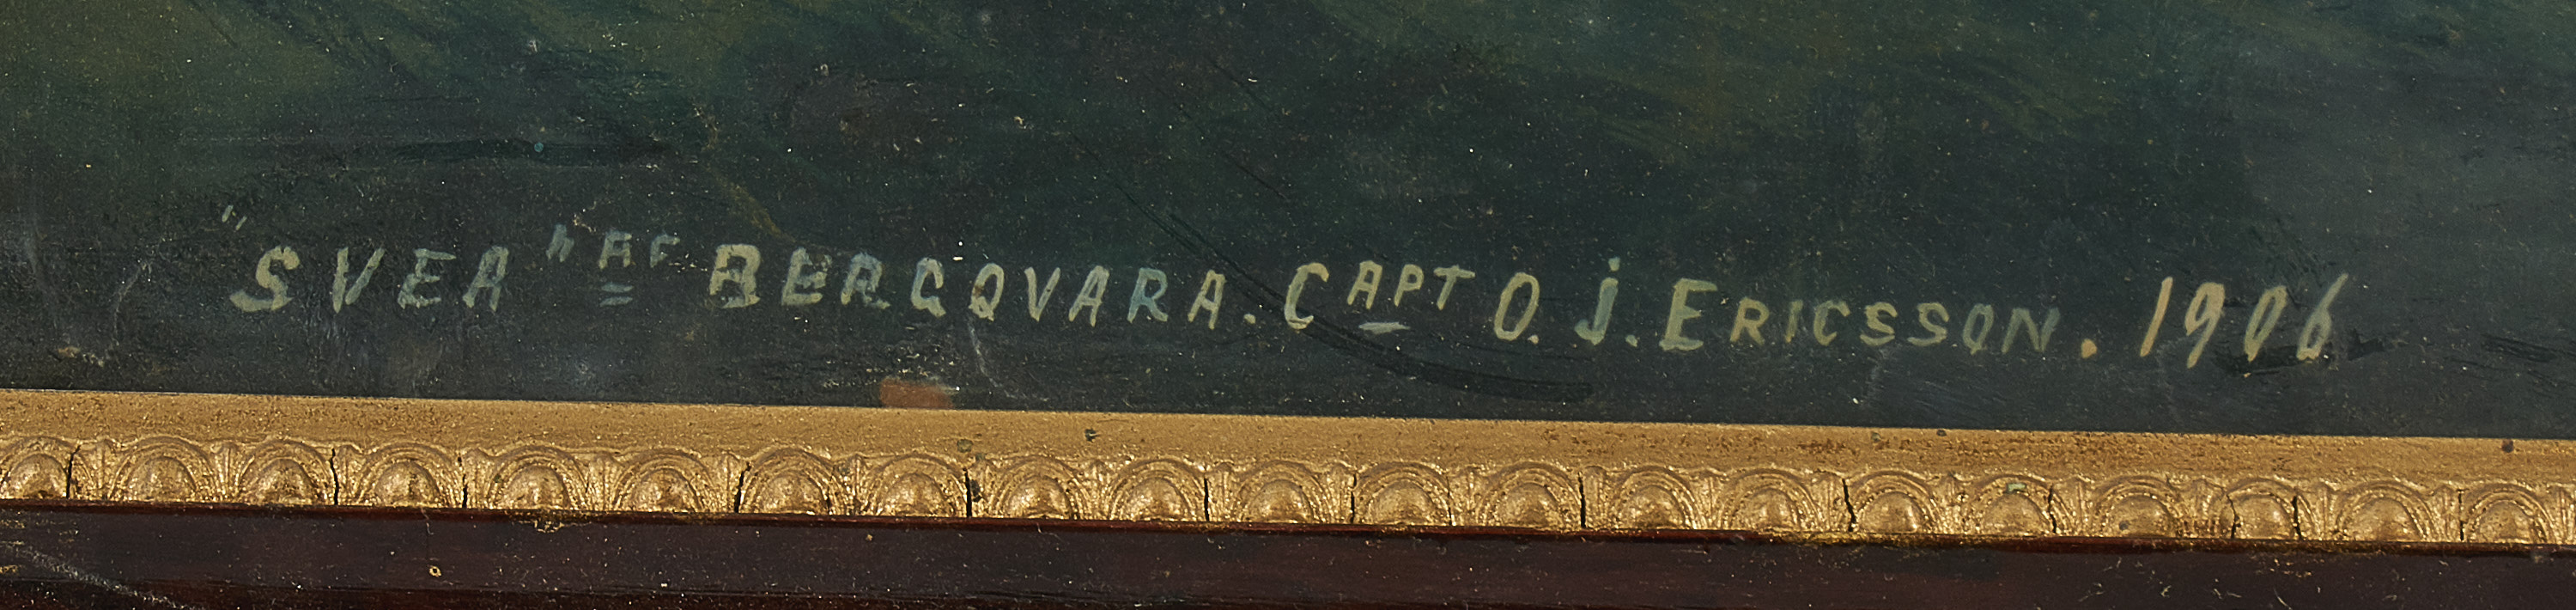 "SVEA" AF BERGQVARA. CAPT O. J. ERICSSON. 1906